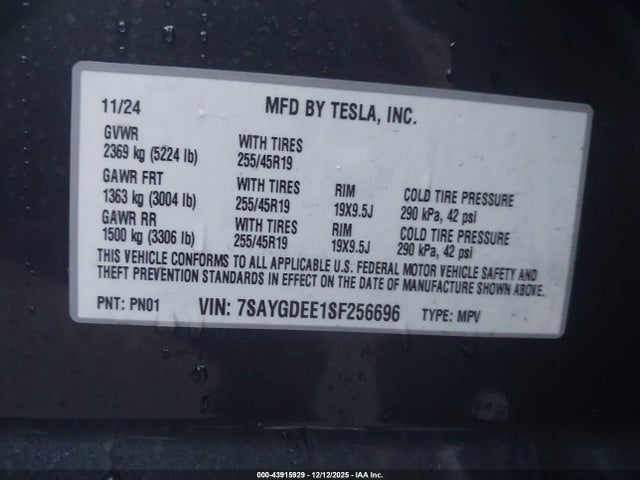 11/24 MFD BY TESLA, INC.
GVWR WITH TIRES
2369 kg (5224 lb) 255/45R19
GAWR FRT WITH TIRES RIM COLD TIRE PRESSURE
1363 kg (3004 lb) 255/45R19 19X9.5J 290 kPa, 42 psi
GAWR RR WITH TIRES RIM COLD TIRE PRESSURE
1500 kg (3306 lb) 255/45R19 19X9.5J 290 kPa, 42 psi
THIS VEHICLE CONFORMS TO ALL APPLICABLE U.S. FEDERAL MOTOR VEHICLE SAFETY AND
THEFT PREVENTION STANDARDS IN EFFECT ON THE DATE OF MANUFACTURE SHOWN ABOVE.
PNT: PN01 VIN: 7SAYGDEE1SF256696 TYPE: MPV
000-43915929 - 12/12/2025 - IAA Inc.